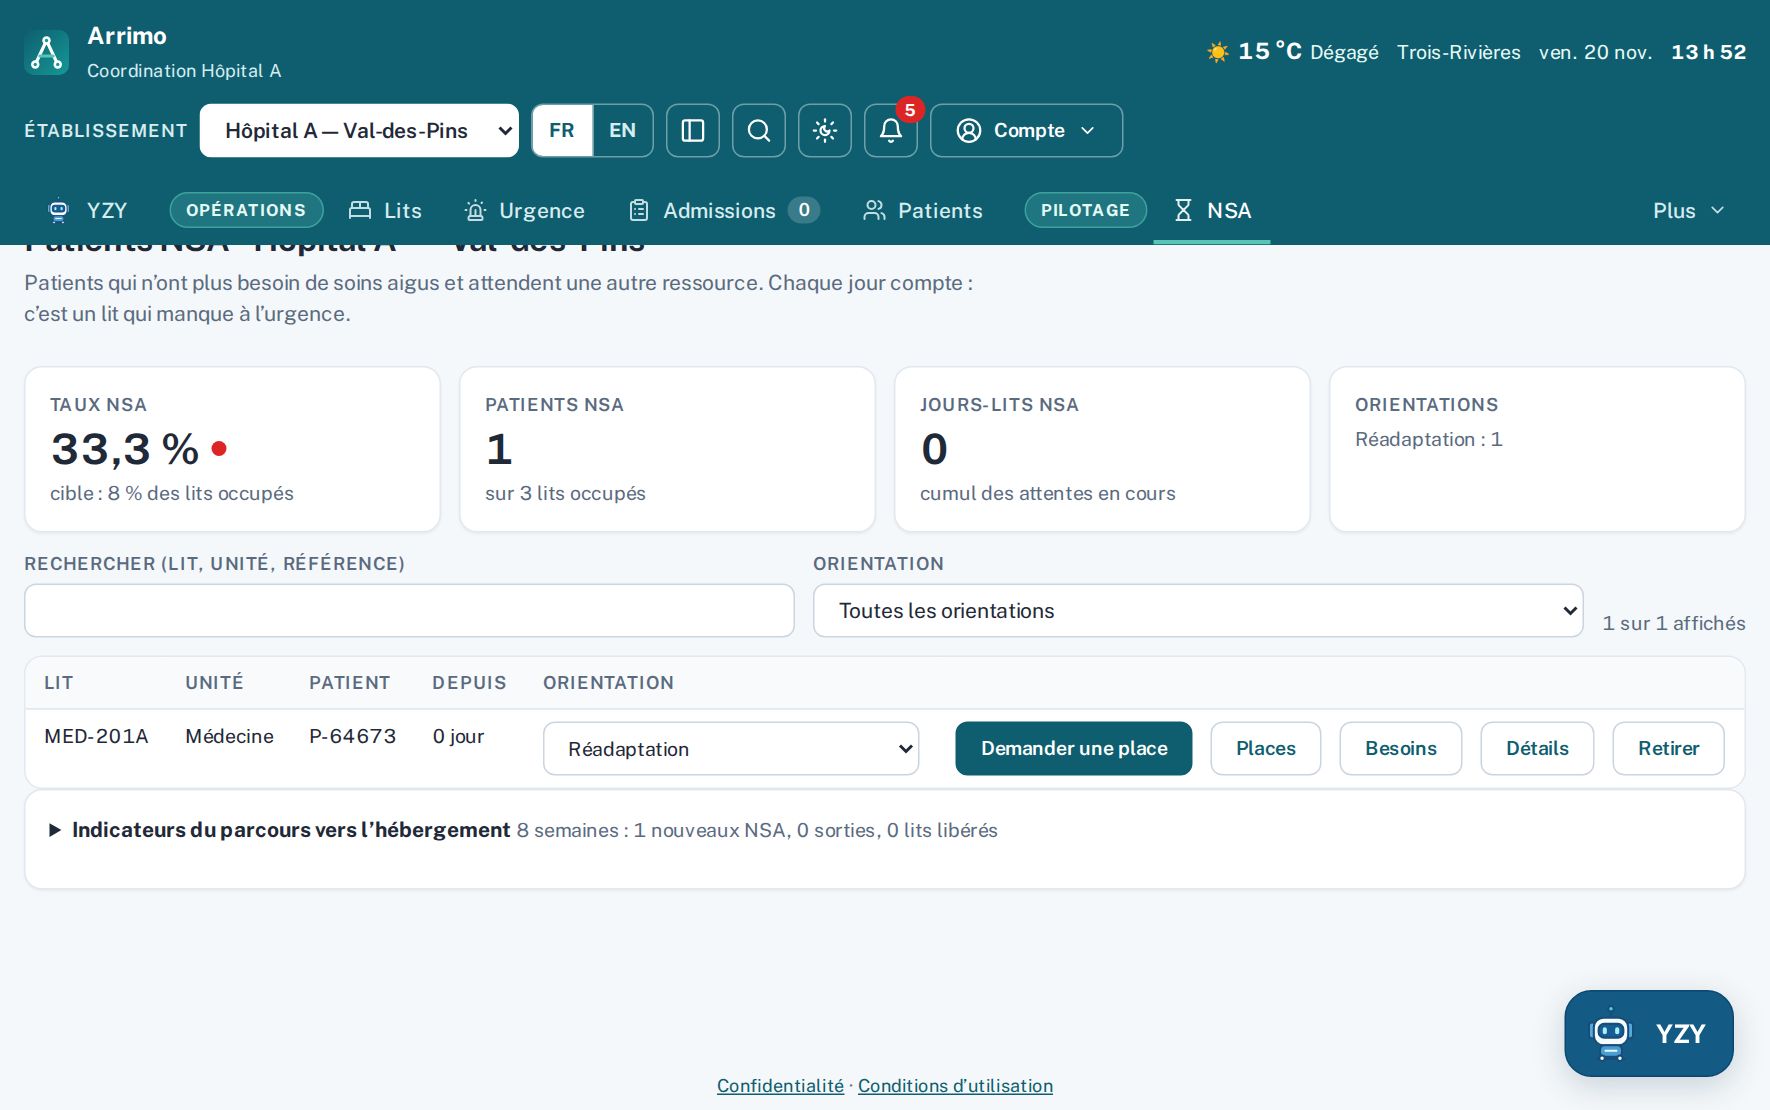 Arrimo
Coordination Hôpital A
15 °C Dégagé Trois-Rivières ven. 20 nov. 13 h 52
ÉTABLISSEMENT Hôpital A — Val-des-Pins FR EN 5 Compte
YZY OPÉRATIONS Lits Urgence Admissions 0 Patients PILOTAGE NSA Plus
Patients NSA - Hôpital A — Val-des-Pins
Patients qui n’ont plus besoin de soins aigus et attendent une autre ressource. Chaque jour compte :
c’est un lit qui manque à l’urgence.
TAUX NSA
33,3 %
cible : 8 % des lits occupés
PATIENTS NSA
1
sur 3 lits occupés
JOURS-LITS NSA
0
cumul des attentes en cours
ORIENTATIONS
Réadaptation : 1
RECHERCHER (LIT, UNITÉ, RÉFÉRENCE)
ORIENTATION
Toutes les orientations
1 sur 1 affichés
LIT UNITÉ PATIENT DEPUIS ORIENTATION
MED-201A Médecine P-64673 0 jour Réadaptation Demander une place Places Besoins Détails Retirer
Indicateurs du parcours vers l’hébergement 8 semaines : 1 nouveaux NSA, 0 sorties, 0 lits libérés
YZY
Confidentialité · Conditions d’utilisation